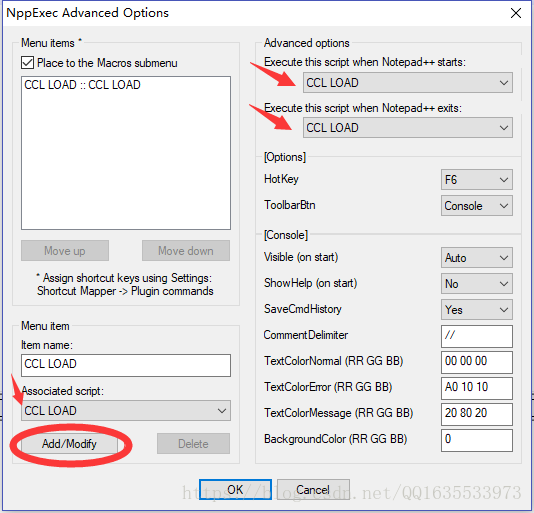 NppExec Advanced Options
Menu items *
Place to the Macros submenu
CCL LOAD :: CCL LOAD
Move up
Move down
* Assign shortcut keys using Settings:
Shortcut Mapper -> Plugin commands
Menu item
Item name:
CCL LOAD
Associated script:
CCL LOAD
Add/Modify
Delete
Advanced options
Execute this script when Notepad++ starts:
CCL LOAD
Execute this script when Notepad++ exits:
CCL LOAD
[Options]
HotKey
F6
ToolbarBtn
Console
[Console]
Visible (on start)
Auto
ShowHelp (on start)
No
SaveCmdHistory
Yes
CommentDelimiter
//
TextColorNormal (RR GG BB)
00 00 00
TextColorError (RR GG BB)
A0 10 10
TextColorMessage (RR GG BB)
20 80 20
BackgroundColor (RR GG BB)
0
OK
Cancel
https://blog.csdn.net/QQ1635533973